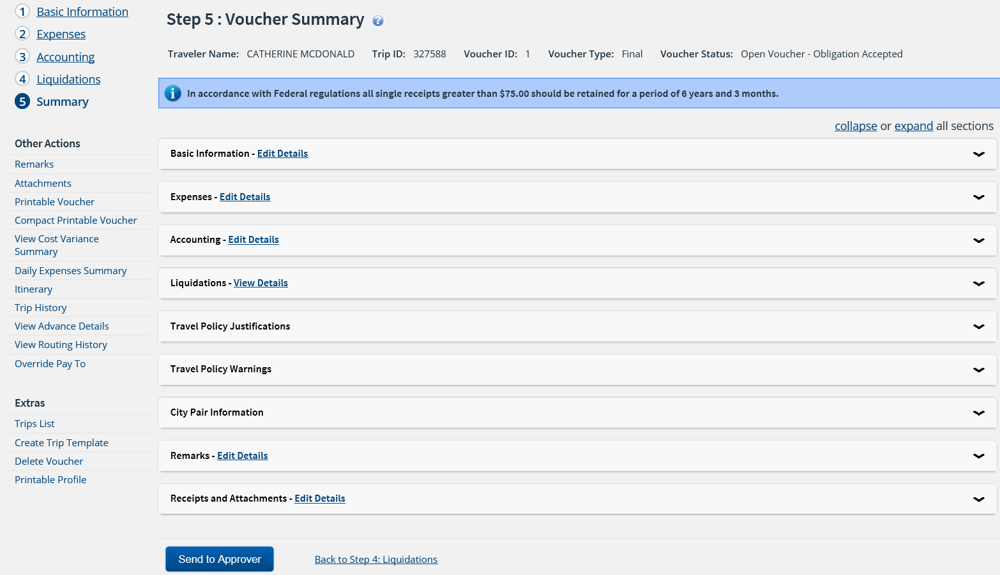 1 Basic Information
2 Expenses
3 Accounting
4 Liquidations
5 Summary
Other Actions
Remarks
Attachments
Printable Voucher
Compact Printable Voucher
View Cost Variance
Summary
Daily Expenses Summary
Itinerary
Trip History
View Advance Details
View Routing History
Override Pay To
Extras
Trips List
Create Trip Template
Delete Voucher
Printable Profile
Step 5 : Voucher Summary ?
Traveler Name: CATHERINE MCDONALD Trip ID: 327588 Voucher ID: 1 Voucher Type: Final Voucher Status: Open Voucher - Obligation Accepted
i In accordance with Federal regulations all single receipts greater than $75.00 should be retained for a period of 6 years and 3 months.
collapse or expand all sections
Basic Information - Edit Details
Expenses - Edit Details
Accounting - Edit Details
Liquidations - View Details
Travel Policy Justifications
Travel Policy Warnings
City Pair Information
Remarks - Edit Details
Receipts and Attachments - Edit Details
Send to Approver Back to Step 4: Liquidations